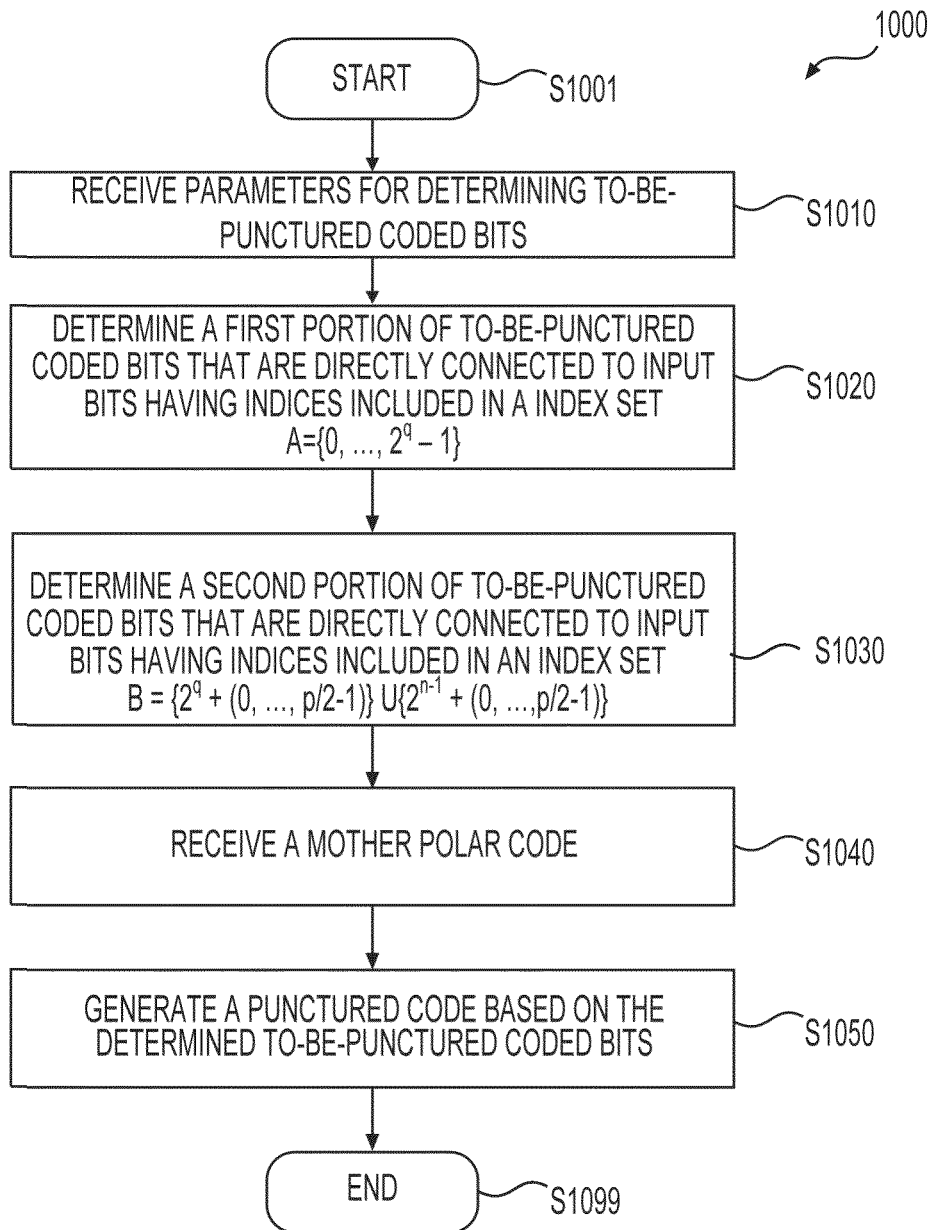 1000
START
S1001
RECEIVE PARAMETERS FOR DETERMINING TO-BE-
PUNCTURED CODED BITS
S1010
DETERMINE A FIRST PORTION OF TO-BE-PUNCTURED
CODED BITS THAT ARE DIRECTLY CONNECTED TO INPUT
BITS HAVING INDICES INCLUDED IN A INDEX SET
A={0, ..., 2^q – 1}
S1020
DETERMINE A SECOND PORTION OF TO-BE-PUNCTURED
CODED BITS THAT ARE DIRECTLY CONNECTED TO INPUT
BITS HAVING INDICES INCLUDED IN AN INDEX SET
B = {2^q + (0, ..., p/2-1)} U{2^{n-1} + (0, ...,p/2-1)}
S1030
RECEIVE A MOTHER POLAR CODE
S1040
GENERATE A PUNCTURED CODE BASED ON THE
DETERMINED TO-BE-PUNCTURED CODED BITS
S1050
END
S1099